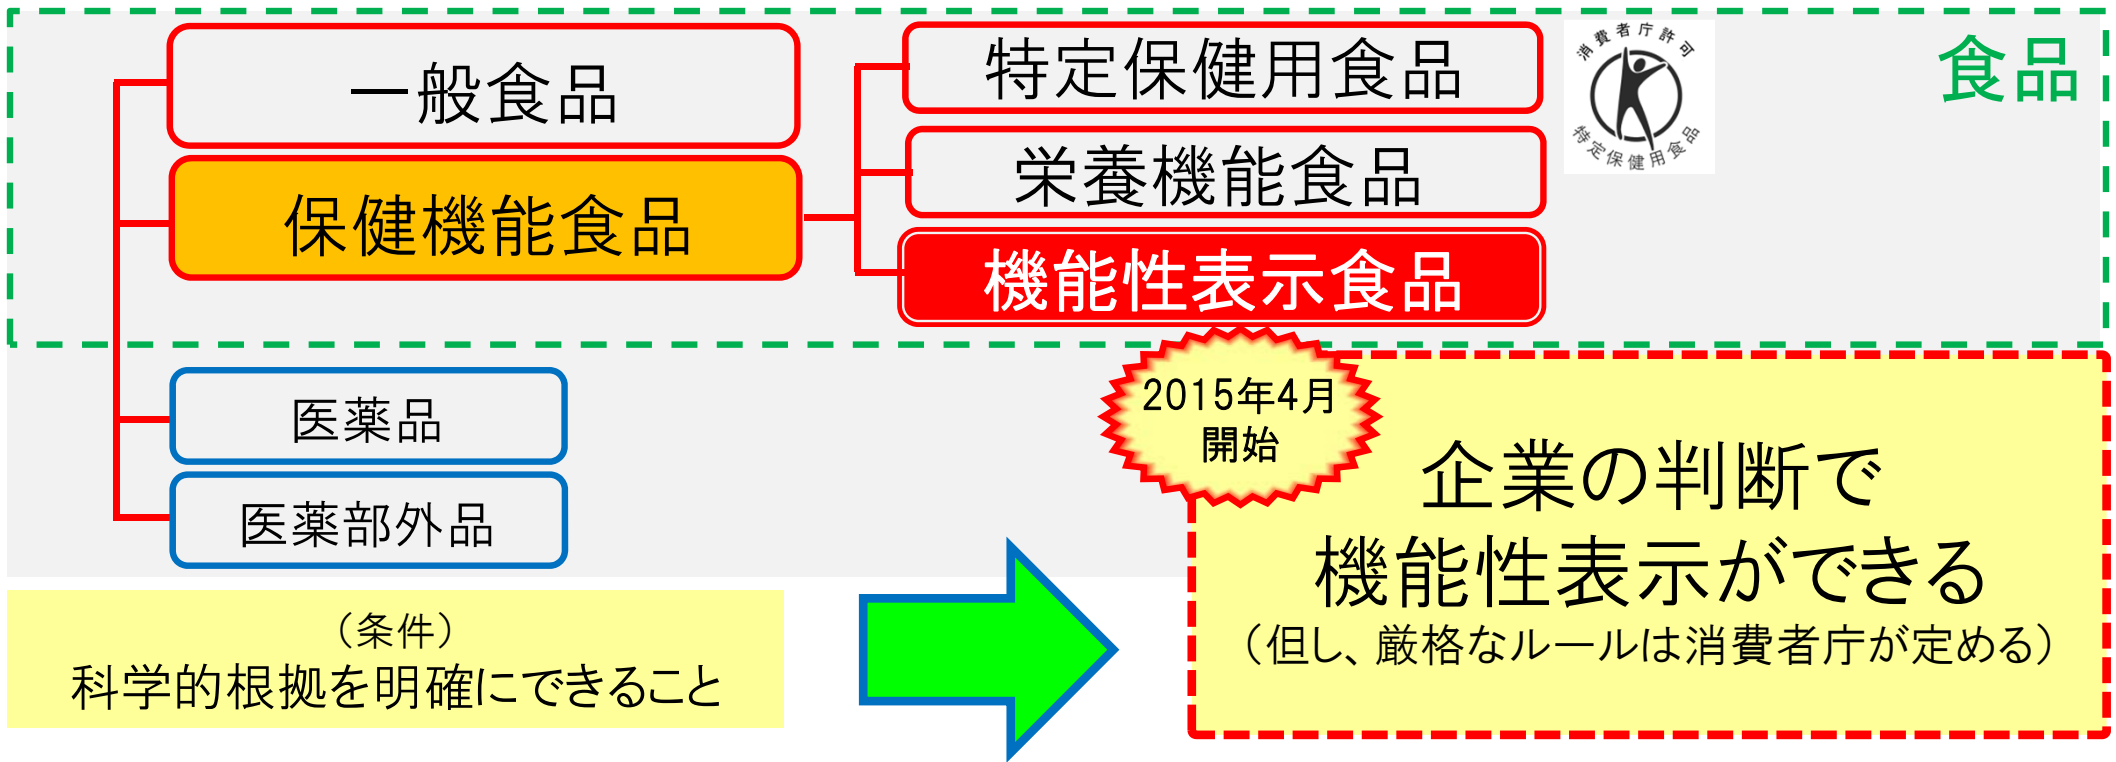 食品
一般食品
保健機能食品
特定保健用食品
栄養機能食品
機能性表示食品
消費者庁許可
特定保健用食品
医薬品
医薬部外品
2015年4月
開始
企業の判断で
機能性表示ができる
（但し、厳格なルールは消費者庁が定める）
（条件）
科学的根拠を明確にできること